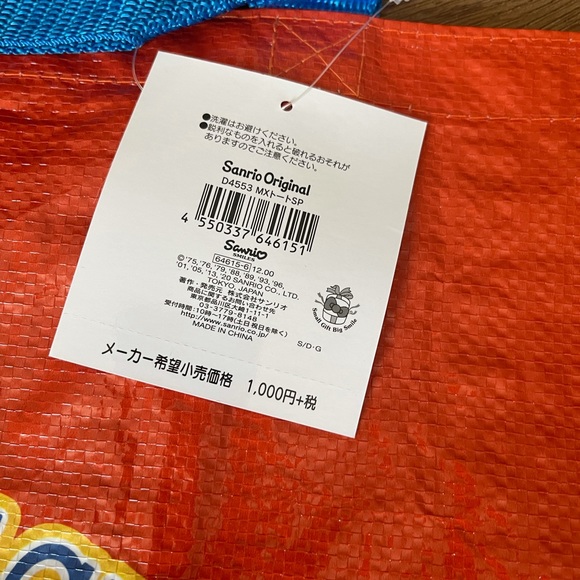 ●洗濯はお避けください。
●鋭利なものを入れると破れるおそれが
ありますのでご注意ください。
Sanrio Original
D4553 MXトートSP
4 550337 646151
Sanrio
SMILES
64615-6 12.00
©'75, '76, '79, '88, '89, '93, '96,
'01, '05, '13, '20 SANRIO CO., LTD.
TOKYO, JAPAN
著作・発売元 株式会社サンリオ
商品に関するお問い合わせ先
東京都品川区大崎1-11-1
03-3779-8148
受付時間:10時～17時(土日祝日を除く)
http://www.sanrio.co.jp/
MADE IN CHINA
S/D・G
Small Gift Big Smile
メーカー希望小売価格 1,000円+税